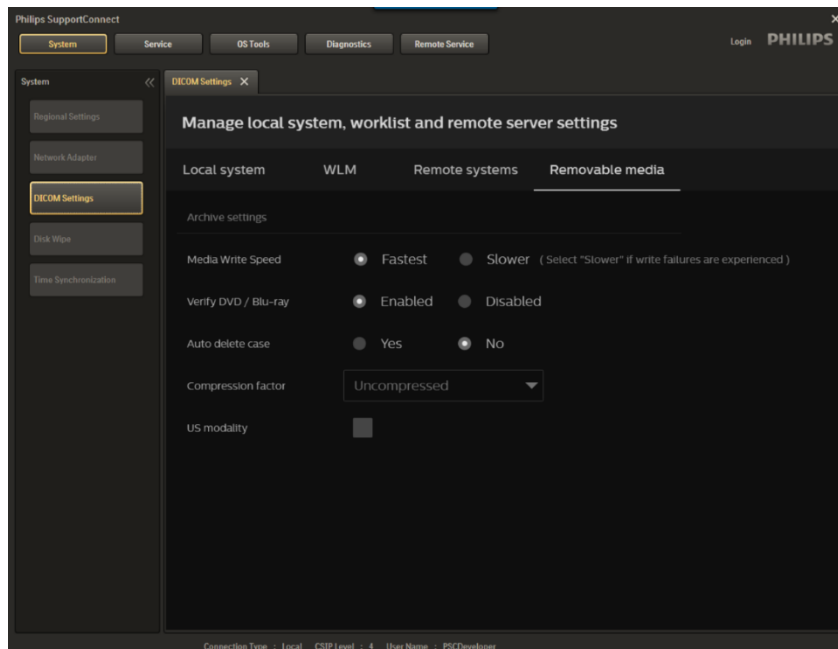 Philips SupportConnect
System Service OS Tools Diagnostics Remote Service Login PHILIPS
System DICOM Settings
Regional Settings
Network Adaptor
DICOM Settings
Disk Wipe
Time Synchronization
Manage local system, worklist and remote server settings
Local system WLM Remote systems Removable media
Archive settings
Media Write Speed Fastest Slower ( Select "Slower" if write failures are experienced )
Verify DVD / Blu-ray Enabled Disabled
Auto delete case Yes No
Compression factor Uncompressed
US modality
Connection Type : Local CSIP Level : 4 User Name : PSCDeveloper